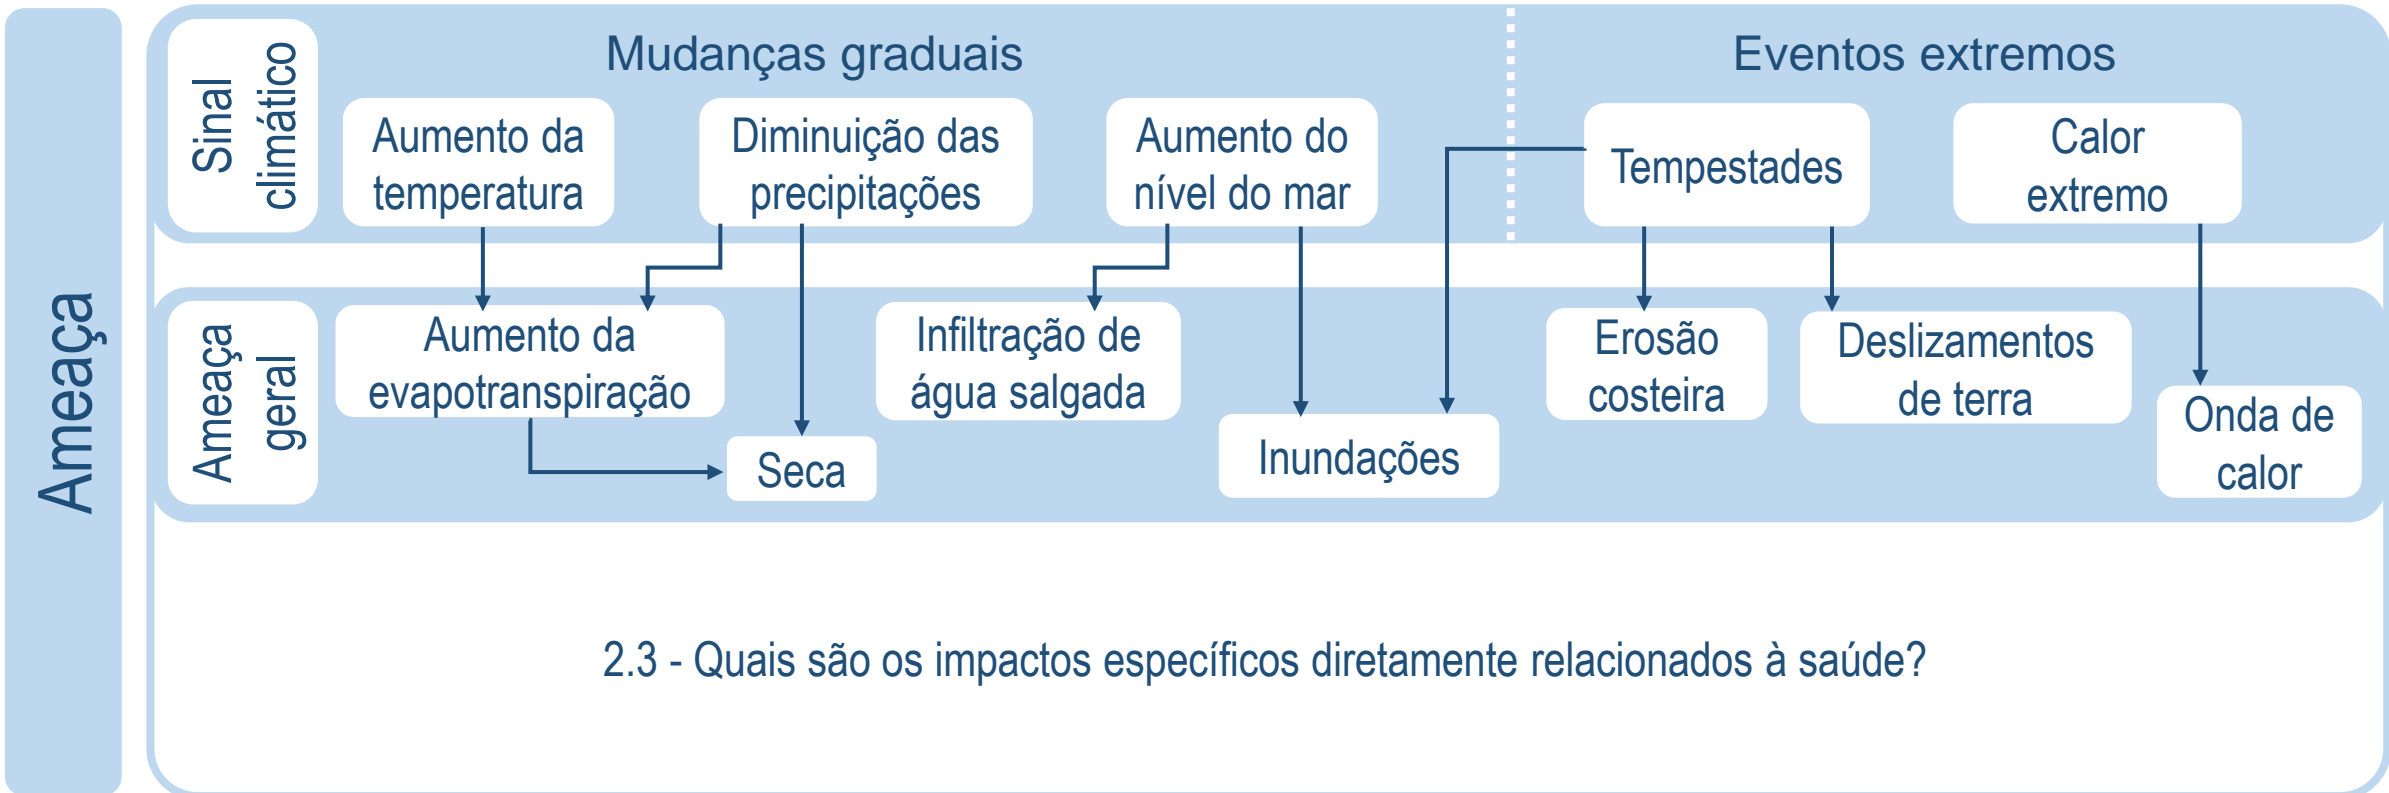 Ameaça
Sinal
climático
Mudanças graduais
Eventos extremos
Aumento da
temperatura
Diminuição das
precipitações
Aumento do
nível do mar
Tempestades
Calor
extremo
Ameaça
geral
Aumento da
evapotranspiração
Seca
Infiltração de
água salgada
Inundações
Erosão
costeira
Deslizamentos
de terra
Onda de
calor
2.3 - Quais são os impactos específicos diretamente relacionados à saúde?